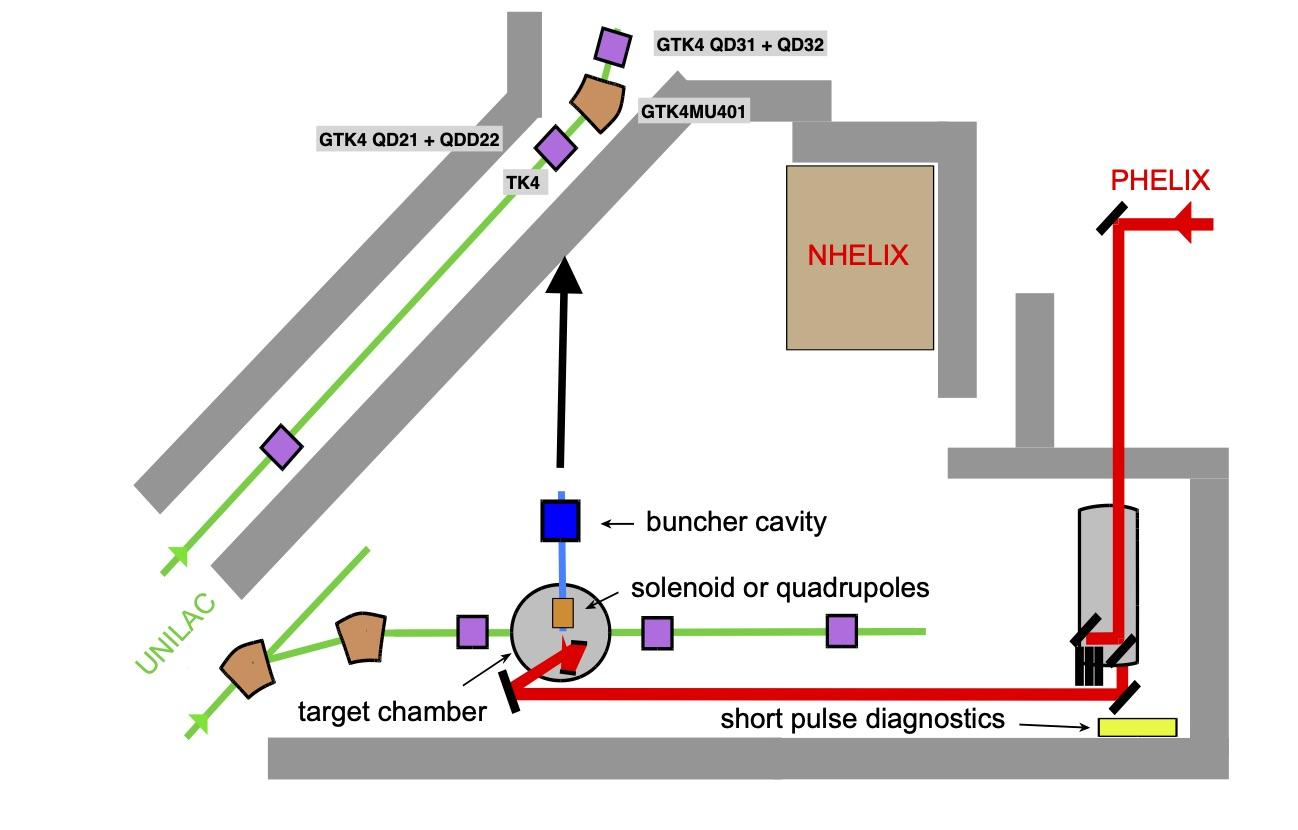 GTK4 QD31 + QD32
GTK4MU401
GTK4 QD21 + QDD22
TK4
PHELIX
NHELIX
buncher cavity
solenoid or quadrupoles
UNILAC
target chamber
short pulse diagnostics